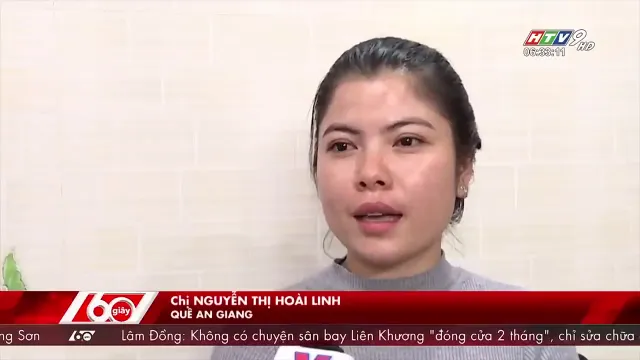 HTV9 HD
06:33:11
60 giây
Chị NGUYỄN THỊ HOÀI LINH
QUÊ AN GIANG
ng Sơn 60s Lâm Đồng: Không có chuyện sân bay Liên Khương "đóng cửa 2 tháng", chỉ sửa chữa